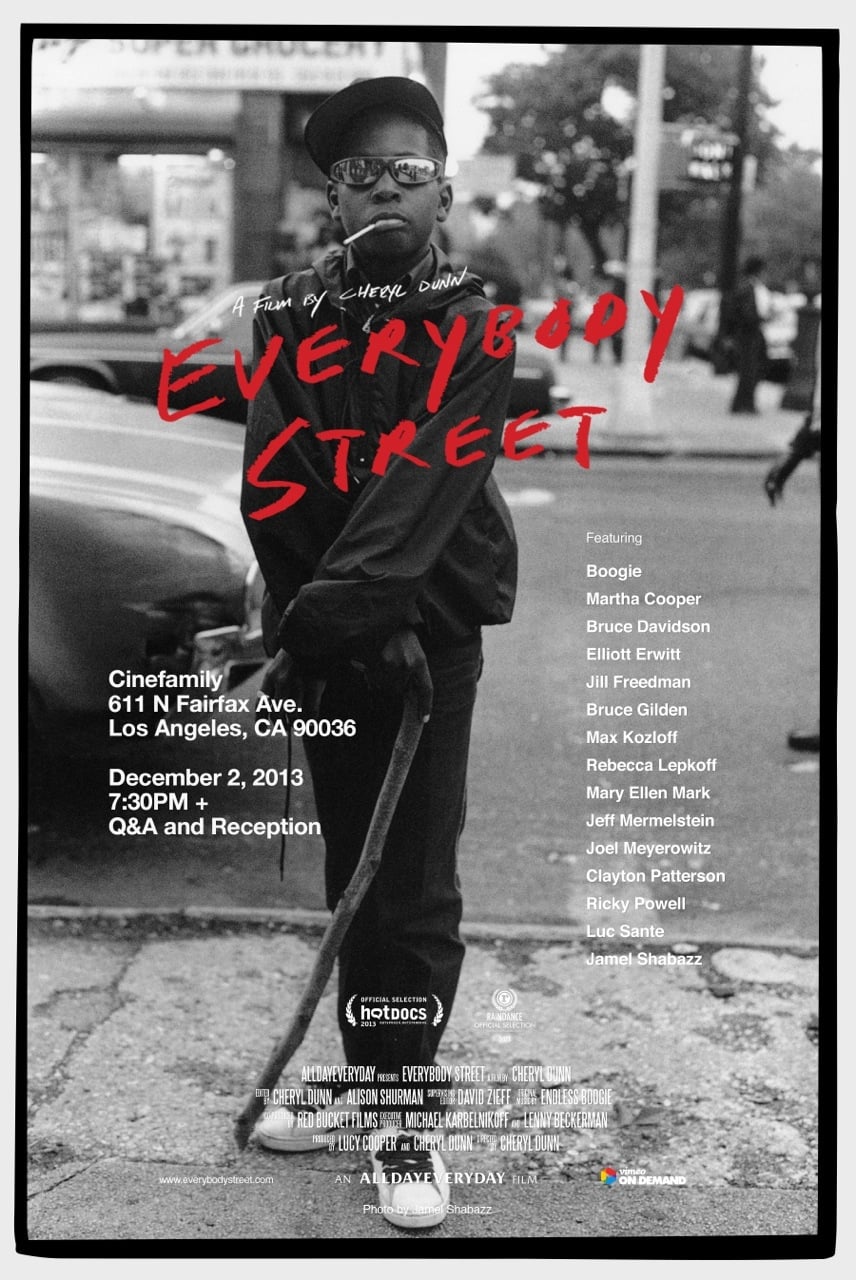 SUPER GROCERY
A FILM BY CHERYL DUNN
EVERYBODY
STREET
Featuring
Boogie
Martha Cooper
Bruce Davidson
Elliott Erwitt
Jill Freedman
Bruce Gilden
Max Kozloff
Rebecca Lepkoff
Mary Ellen Mark
Jeff Mermelstein
Joel Meyerowitz
Clayton Patterson
Ricky Powell
Luc Sante
Jamel Shabazz
Cinefamily
611 N Fairfax Ave.
Los Angeles, CA 90036
December 2, 2013
7:30PM +
Q&A and Reception
OFFICIAL SELECTION
hotDOCS
2013
RAINDANCE
OFFICIAL SELECTION
2013
ALLDAYEVERYDAY PRESENTS EVERYBODY STREET A FILM BY CHERYL DUNN
EDITED BY CHERYL DUNN AND ALISON SHURMAN SUPERVISING EDITOR DAVID ZIEFF ORIGINAL MUSIC BY ENDLESS BOOGIE
RED BUCKET FILMS EXECUTIVE PRODUCER MICHAEL KARBELNIKOFF AND LENNY BECKERMAN
PRODUCED BY LUCY COOPER AND CHERYL DUNN DIRECTED BY CHERYL DUNN
www.everybodystreet.com
AN ALLDAYEVERYDAY FILM
vimeo
ON DEMAND
Photo by Jamel Shabazz